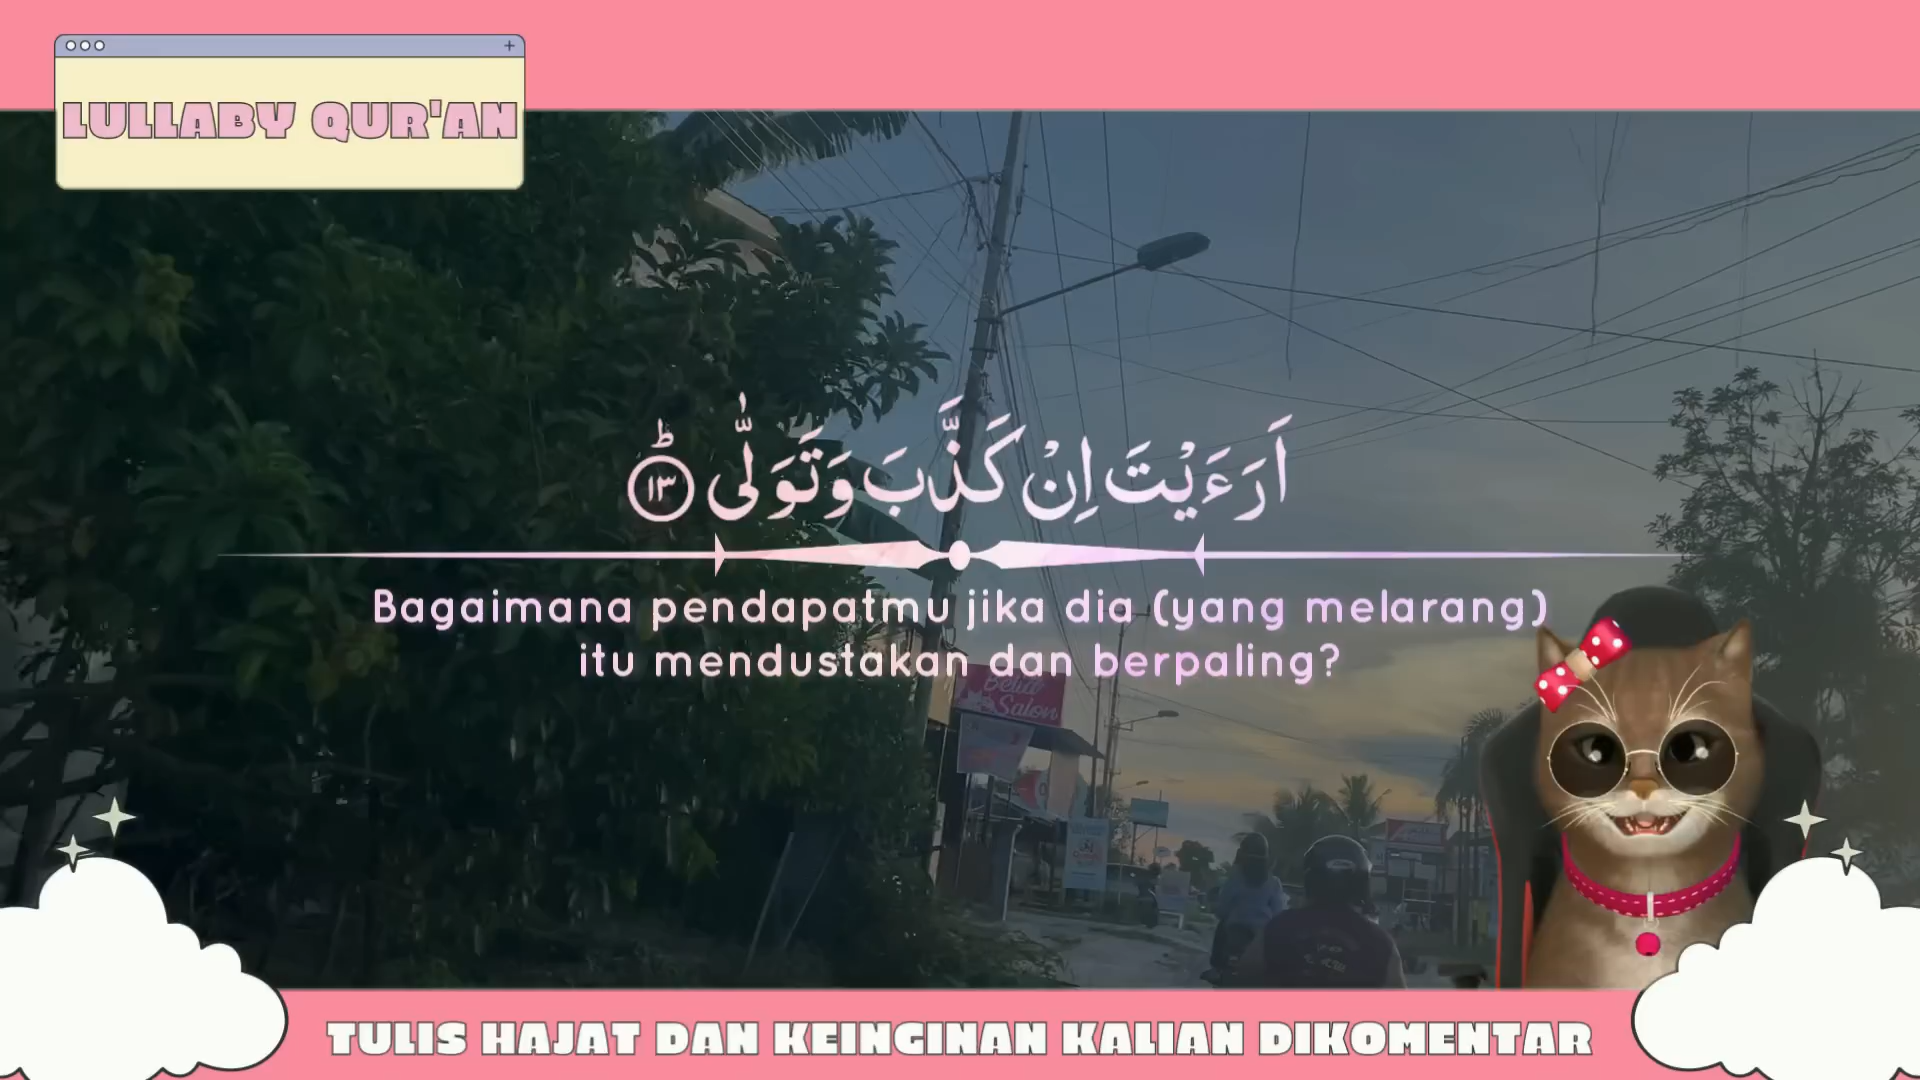 LULLABY QUR'AN
اَرَءَيْتَ اِنْ كَذَّبَ وَتَوَلّٰىۗ ۝١٣
Bagaimana pendapatmu jika dia (yang melarang)
itu mendustakan dan berpaling?
Salon
TULIS HAJAT DAN KEINGINAN KALIAN DIKOMENTAR